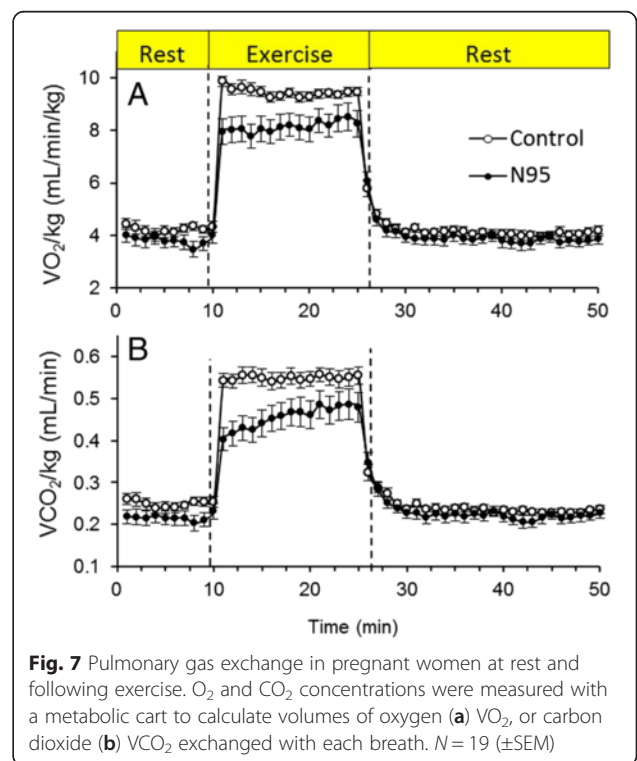 Rest Exercise Rest
A
Control
N95
VO₂/kg (mL/min/kg)
10
8
6
4
2
0 10 20 30 40 50
B
VCO₂/kg (mL/min)
0.6
0.5
0.4
0.3
0.2
0.1
0 10 20 30 40 50
Time (min)
Fig. 7 Pulmonary gas exchange in pregnant women at rest and
following exercise. O₂ and CO₂ concentrations were measured with
a metabolic cart to calculate volumes of oxygen (a) VO₂, or carbon
dioxide (b) VCO₂ exchanged with each breath. N = 19 (±SEM)